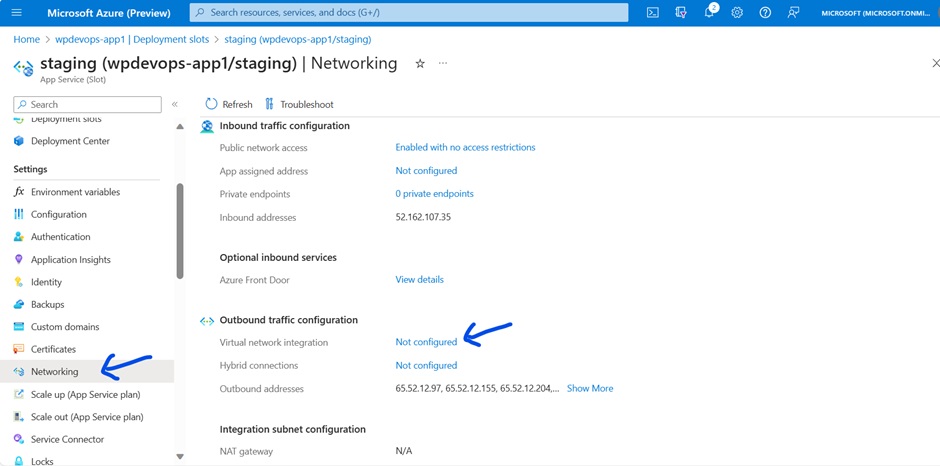 Microsoft Azure (Preview)
Search resources, services, and docs (G+/)
2
MICROSOFT (MICROSOFT.ONMI...
Home > wpdevops-app1 | Deployment slots > staging (wpdevops-app1/staging)
staging (wpdevops-app1/staging) | Networking
App Service (Slot)
Search
Refresh
Troubleshoot
Deployment slots
Deployment Center
Settings
Environment variables
Configuration
Authentication
Application Insights
Identity
Backups
Custom domains
Certificates
Networking
Scale up (App Service plan)
Scale out (App Service plan)
Service Connector
Locks
Inbound traffic configuration
Public network access Enabled with no access restrictions
App assigned address Not configured
Private endpoints 0 private endpoints
Inbound addresses 52.162.107.35
Optional inbound services
Azure Front Door View details
Outbound traffic configuration
Virtual network integration Not configured
Hybrid connections Not configured
Outbound addresses 65.52.12.97, 65.52.12.155, 65.52.12.204,... Show More
Integration subnet configuration
NAT gateway N/A